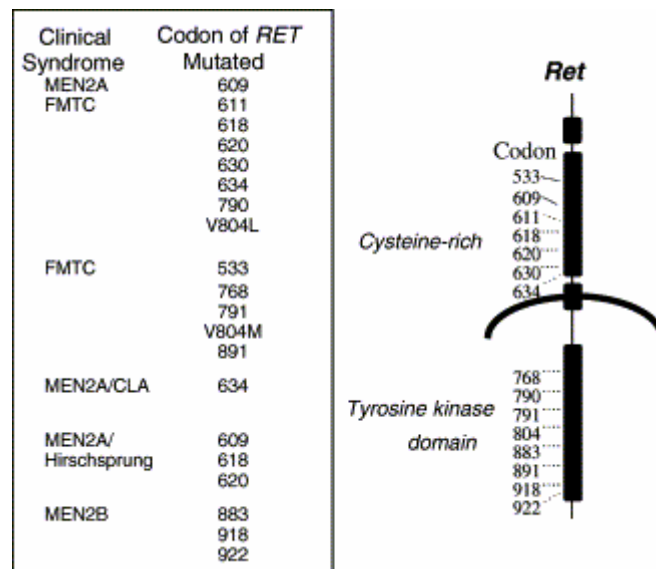 Clinical Syndrome
Codon of RET Mutated
MEN2A 609
FMTC 611
618
620
630
634
790
V804L
FMTC 533
768
791
V804M
891
MEN2A/CLA 634
MEN2A/ 609
Hirschsprung 618
620
MEN2B 883
918
922
Ret
Codon
533
609
611
Cysteine-rich
618
620
630
634
768
790
Tyrosine kinase domain
791
804
883
891
918
922